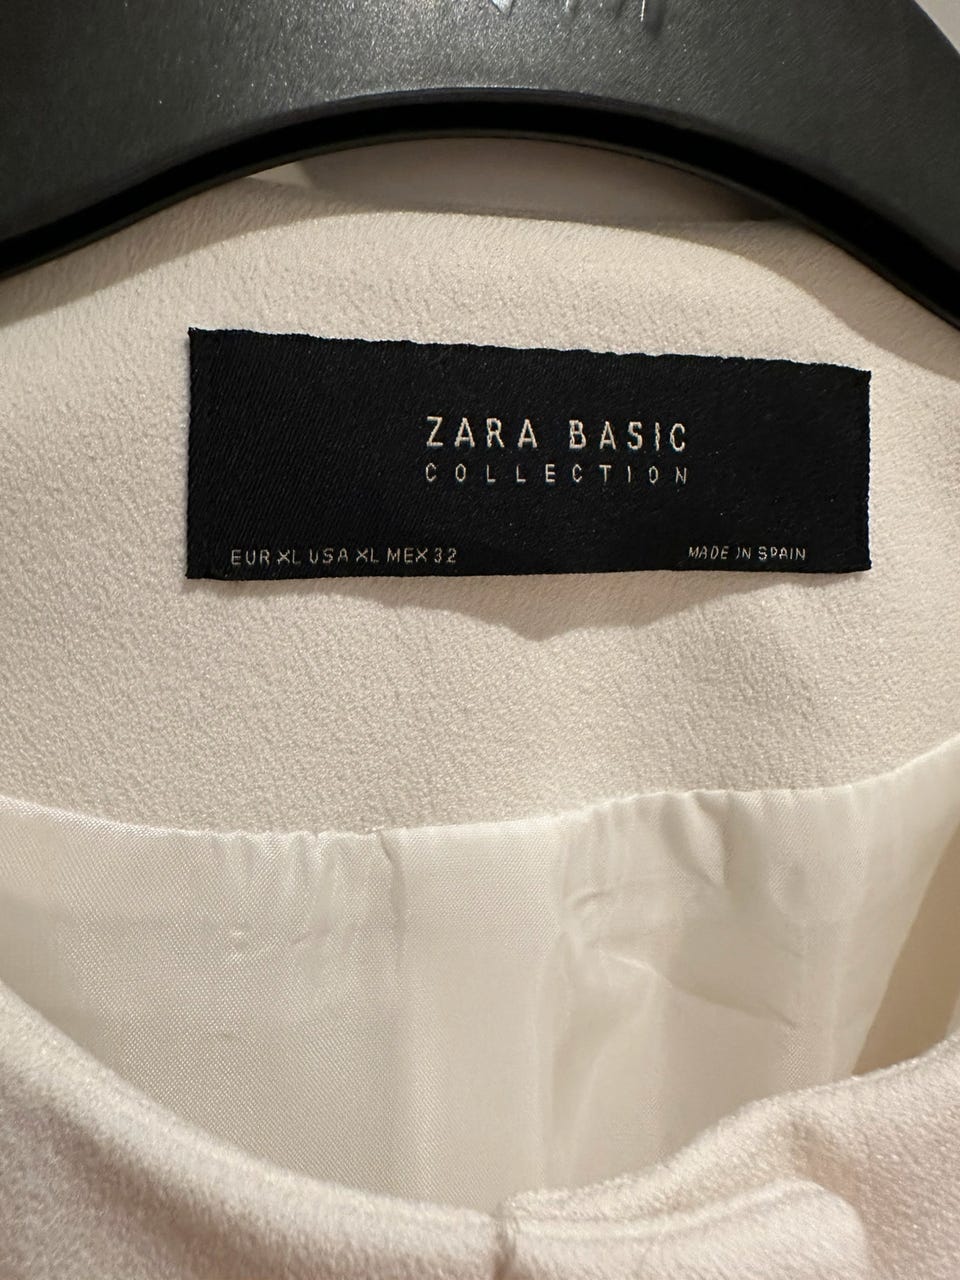 ZARA BASIC
COLLECTION
EUR XL USA XL MEX 32
MADE IN SPAIN